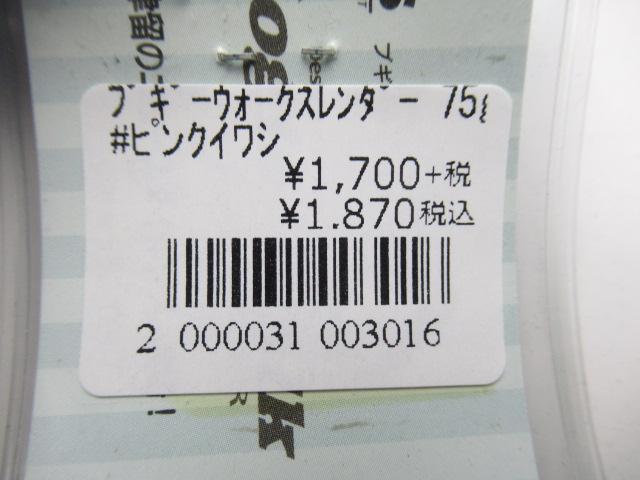 ブギーウォークスレンダー 75
#ピンクイワシ
¥1,700+税
¥1,870税込
2 000031 003016